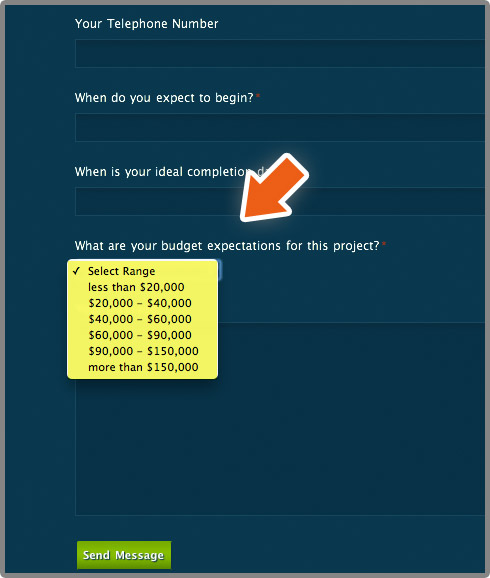 Your Telephone Number
When do you expect to begin?*
When is your ideal completion
What are your budget expectations for this project?*
✓ Select Range
less than $20,000
$20,000 – $40,000
$40,000 – $60,000
$60,000 – $90,000
$90,000 – $150,000
more than $150,000
Send Message